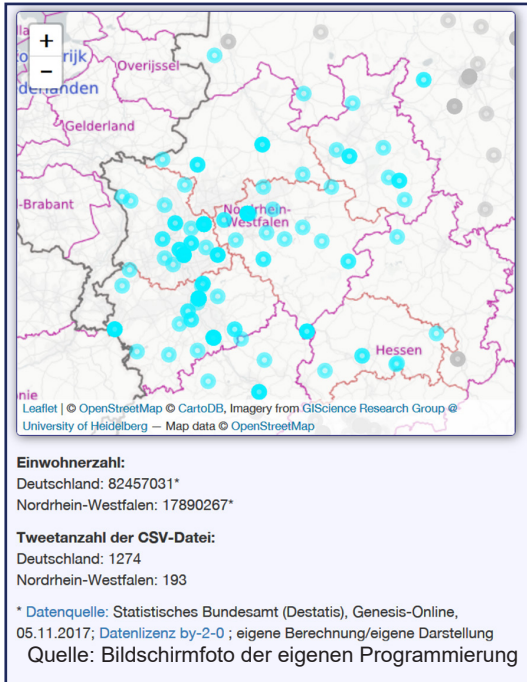 +
−
rijk
Overijssel
derlanden
Gelderland
-Brabant
Nordrhein-
Westfalen
Hessen
nie
Leaflet | © OpenStreetMap © CartoDB, Imagery from GIScience Research Group @
University of Heidelberg — Map data © OpenStreetMap
Einwohnerzahl:
Deutschland: 82457031*
Nordrhein-Westfalen: 17890267*
Tweetanzahl der CSV-Datei:
Deutschland: 1274
Nordrhein-Westfalen: 193
* Datenquelle: Statistisches Bundesamt (Destatis), Genesis-Online,
05.11.2017; Datenlizenz by-2-0 ; eigene Berechnung/eigene Darstellung
Quelle: Bildschirmfoto der eigenen Programmierung